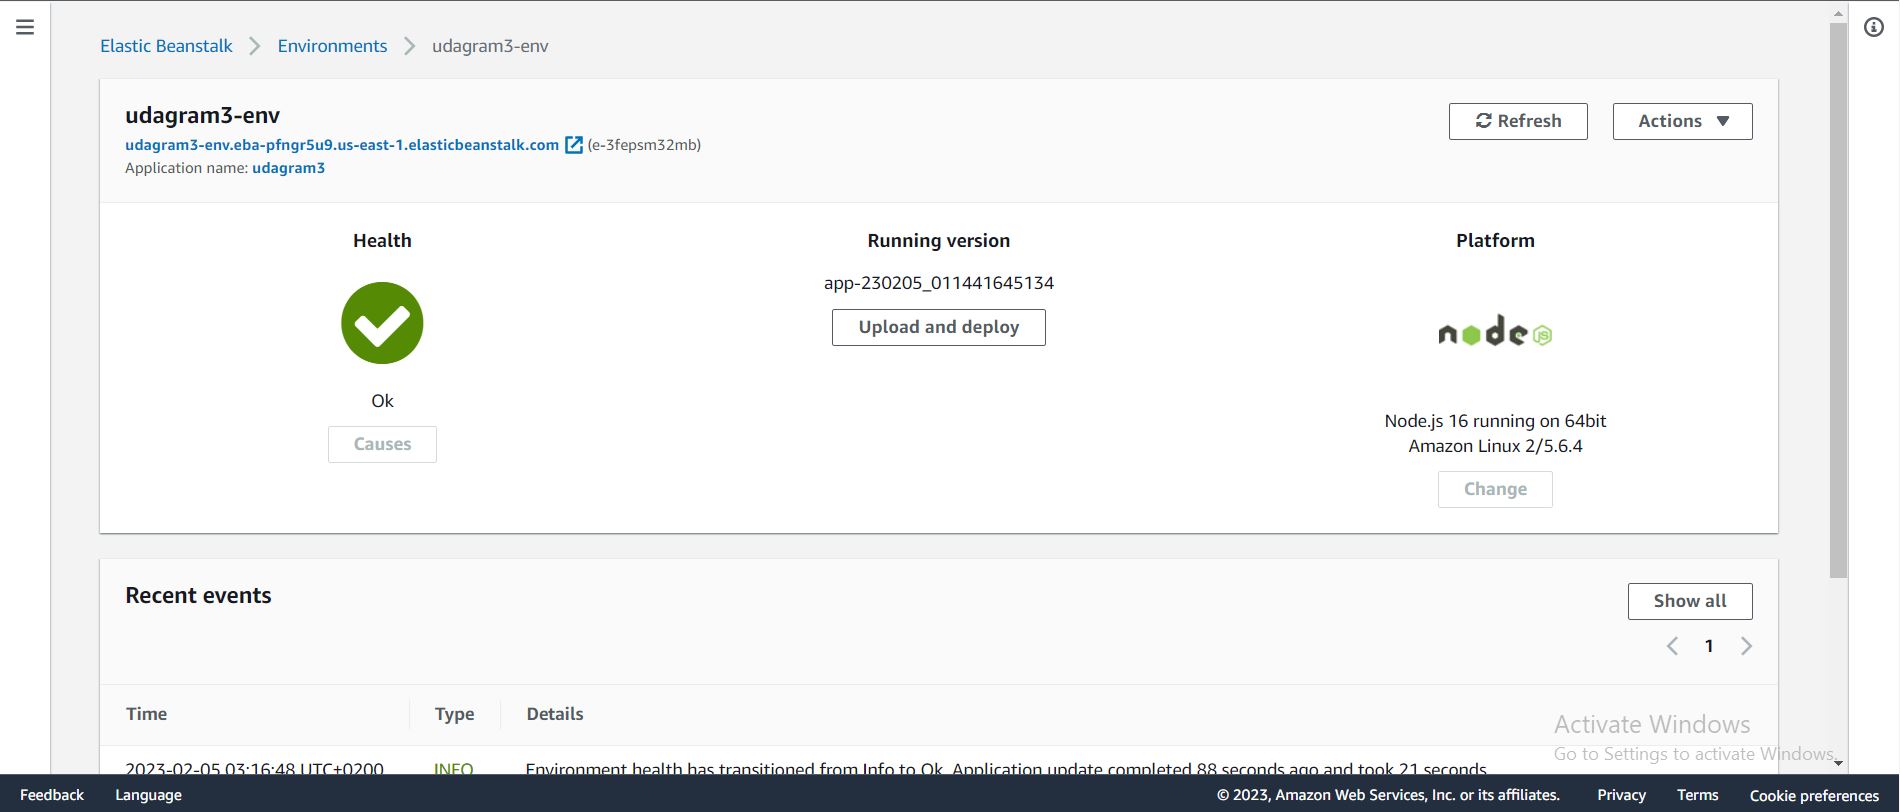 Elastic Beanstalk > Environments > udagram3-env
udagram3-env
Refresh
Actions
udagram3-env.eba-pfngr5u9.us-east-1.elasticbeanstalk.com (e-3fepsm32mb)
Application name: udagram3
Health
Ok
Causes
Running version
app-230205_011441645134
Upload and deploy
Platform
node JS
Node.js 16 running on 64bit
Amazon Linux 2/5.6.4
Change
Recent events
Show all
1
Time Type Details
2023-02-05 03:16:48 UTC+0200 INFO Environment health has transitioned from Info to Ok. Application update completed 88 seconds ago and took 21 seconds.
Activate Windows
Go to Settings to activate Windows.
Feedback Language © 2023, Amazon Web Services, Inc. or its affiliates. Privacy Terms Cookie preferences